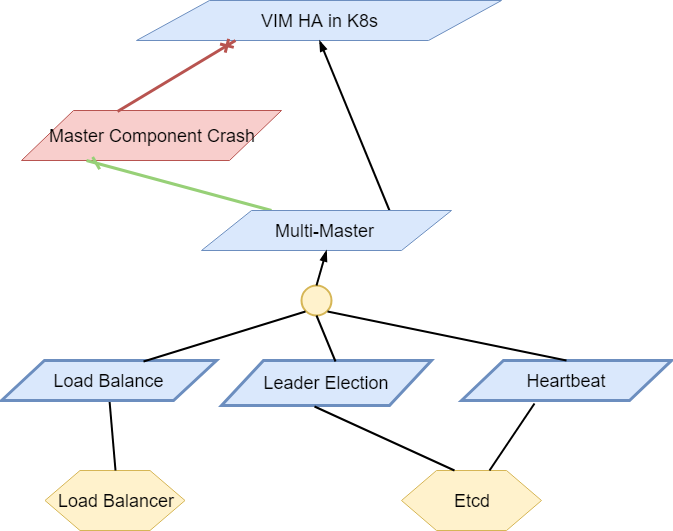 VIM HA in K8s
Master Component Crash
Multi-Master
Load Balance
Leader Election
Heartbeat
Load Balancer
Etcd